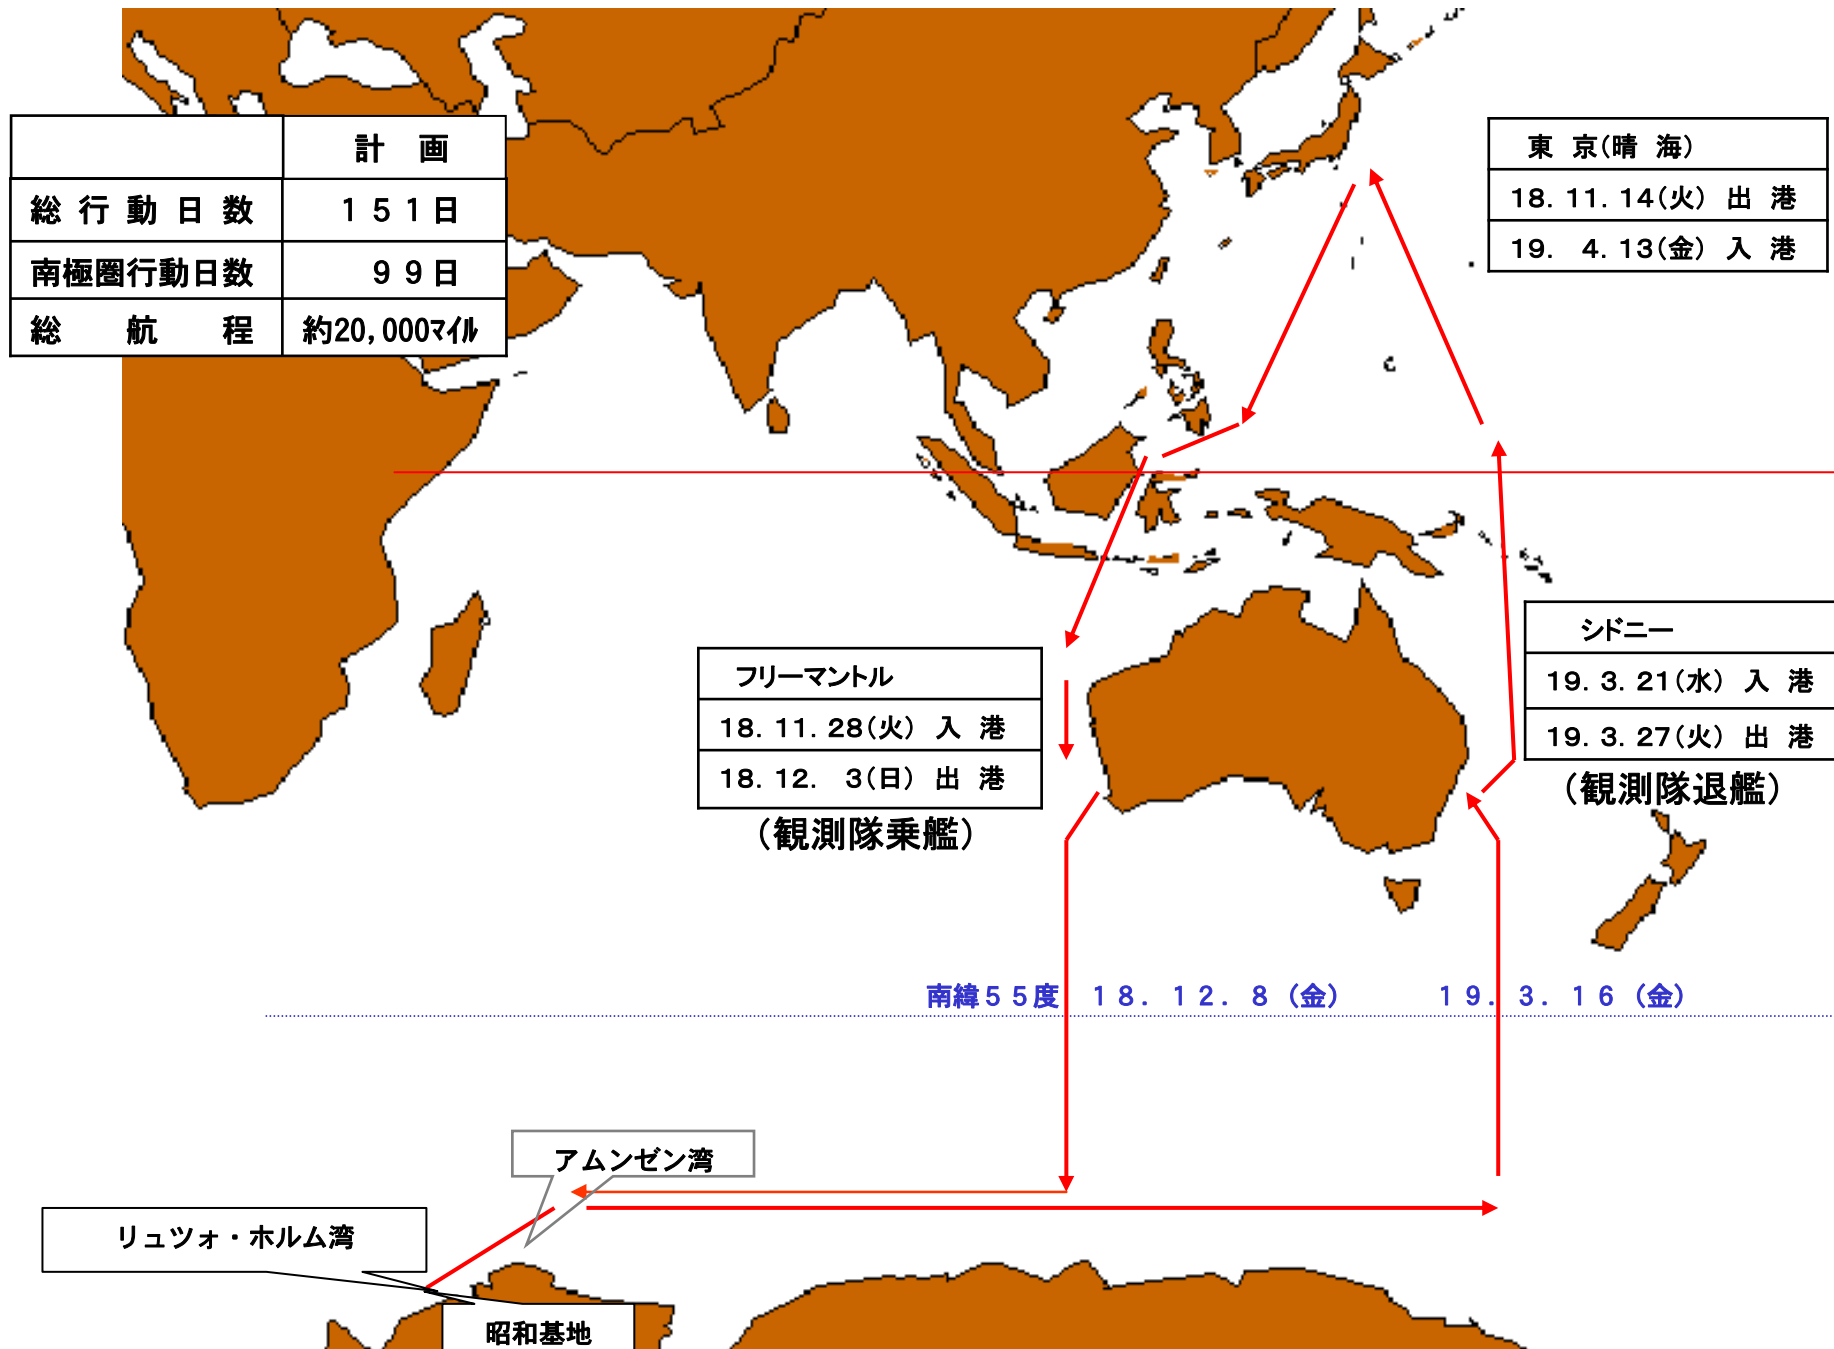 計 画
総 行 動 日 数 151日
南極圏行動日数 99日
総 航 程 約20,000マイル
東 京(晴 海)
18.11.14(火) 出 港
19. 4.13(金) 入 港
フリーマントル
18.11.28(火) 入 港
18.12. 3(日) 出 港
(観測隊乗艦)
シドニー
19.3.21(水) 入 港
19.3.27(火) 出 港
(観測隊退艦)
南緯55度 18.12.8(金) 19.3.16(金)
アムンゼン湾
リュツォ・ホルム湾
昭和基地